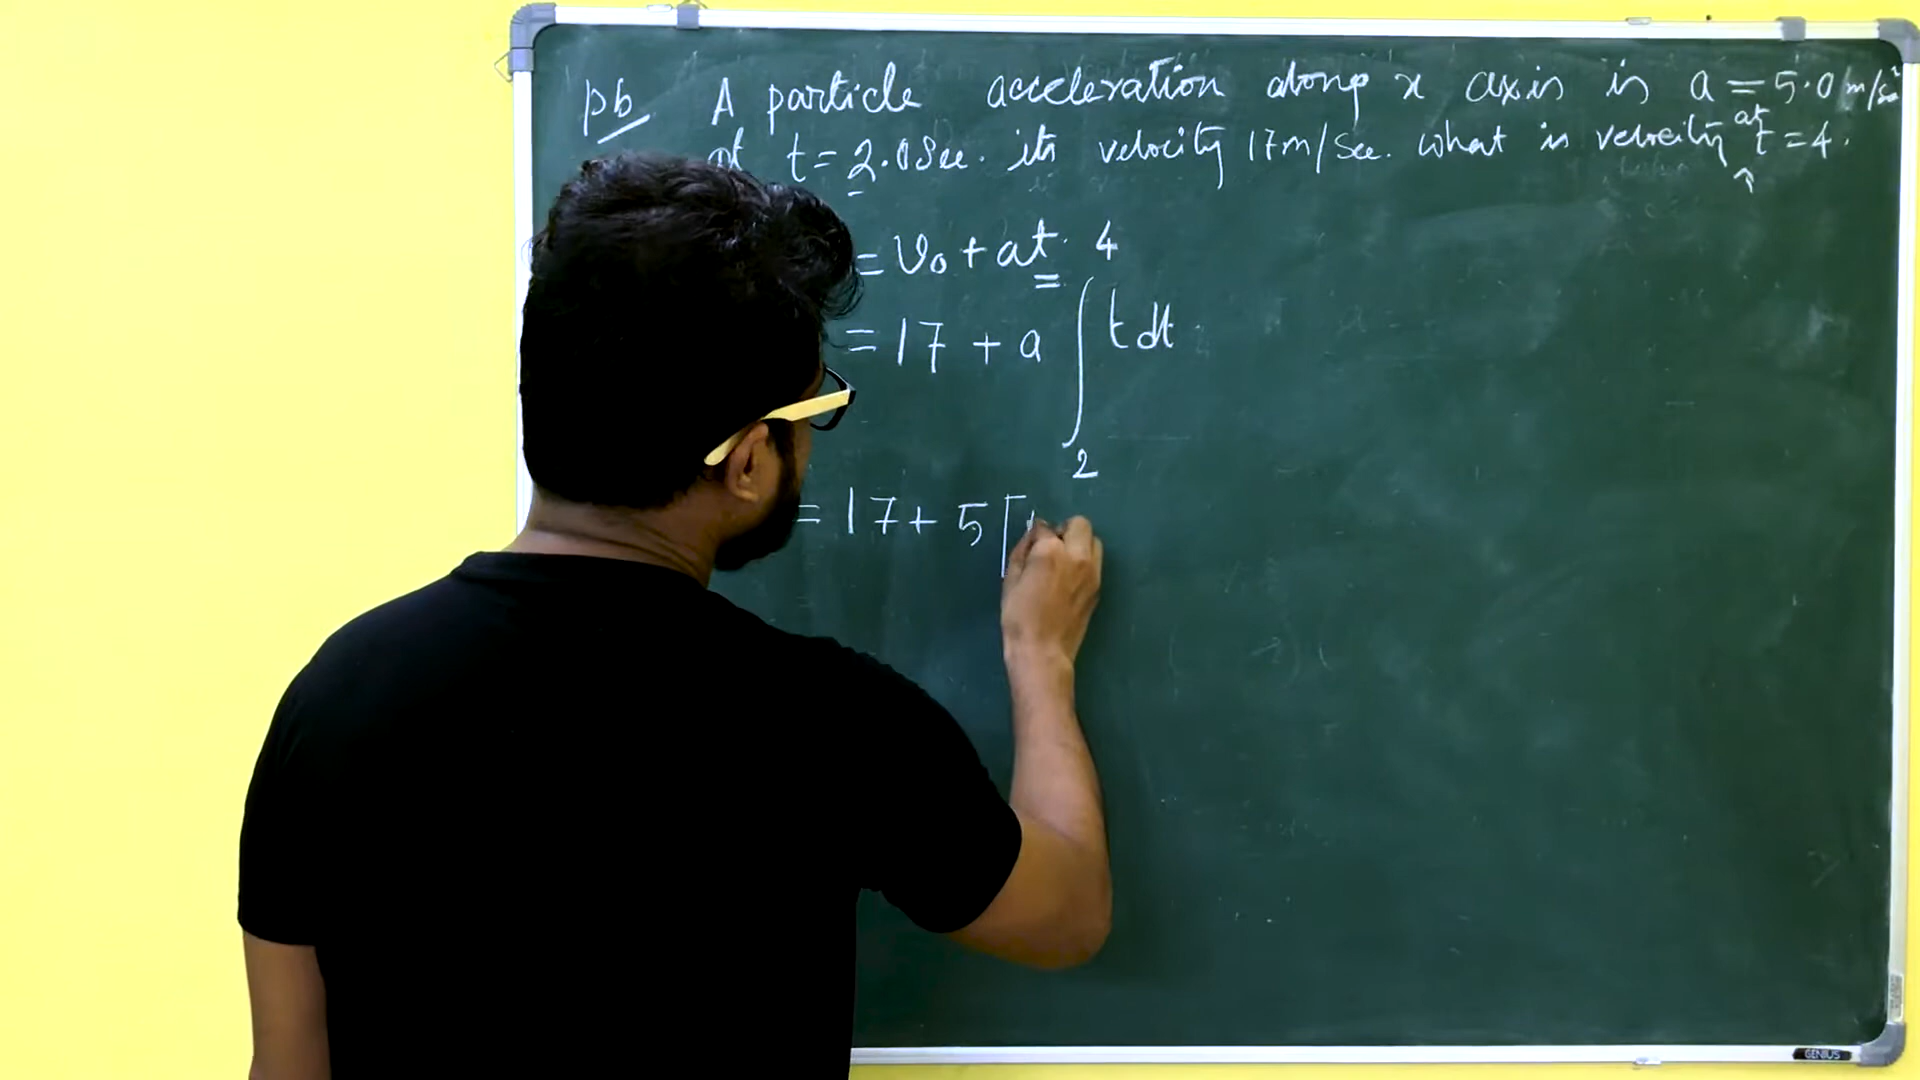 pb A particle acceleration along x axis is a = 5.0 m/s²
at t = 2.0 Sec. its velocity 17m/Sec. what is velocity at t = 4.
= v₀ + at 4
= 17 + a ∫ t dt
2
= 17 + 5 [
GENIUS